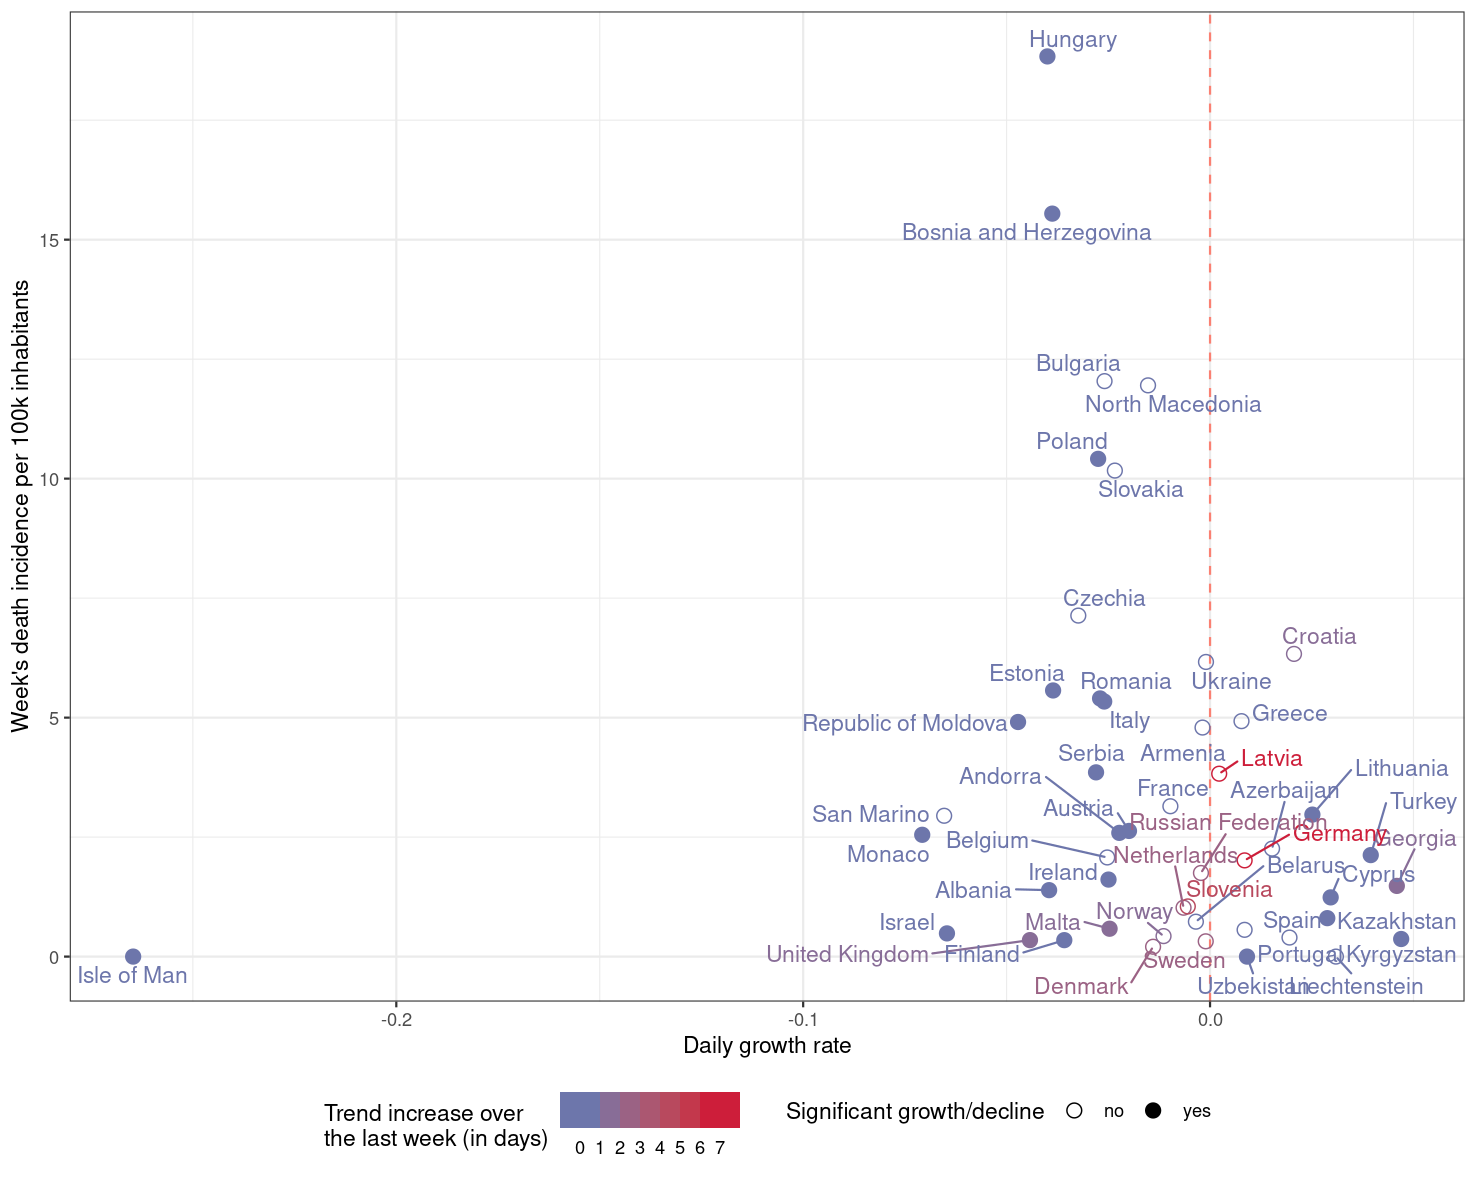 Week's death incidence per 100k inhabitants
15
10
5
0
Hungary
Bosnia and Herzegovina
Bulgaria
North Macedonia
Poland
Slovakia
Czechia
Croatia
Estonia
Romania
Ukraine
Republic of Moldova
Italy
Greece
Serbia
Armenia
Latvia
Andorra
Lithuania
France
Azerbaijan
Turkey
San Marino
Austria
Russian Federation
Germany
Georgia
Belgium
Monaco
Netherlands
Belarus
Ireland
Cyprus
Albania
Slovenia
Israel
Malta
Norway
Spain
Kazakhstan
United Kingdom
Finland
Sweden
Portugal
Kyrgyzstan
Isle of Man
Denmark
Uzbekistan
Liechtenstein
-0.2
-0.1
0.0
Daily growth rate
Trend increase over
the last week (in days)
0 1 2 3 4 5 6 7
Significant growth/decline
no
yes